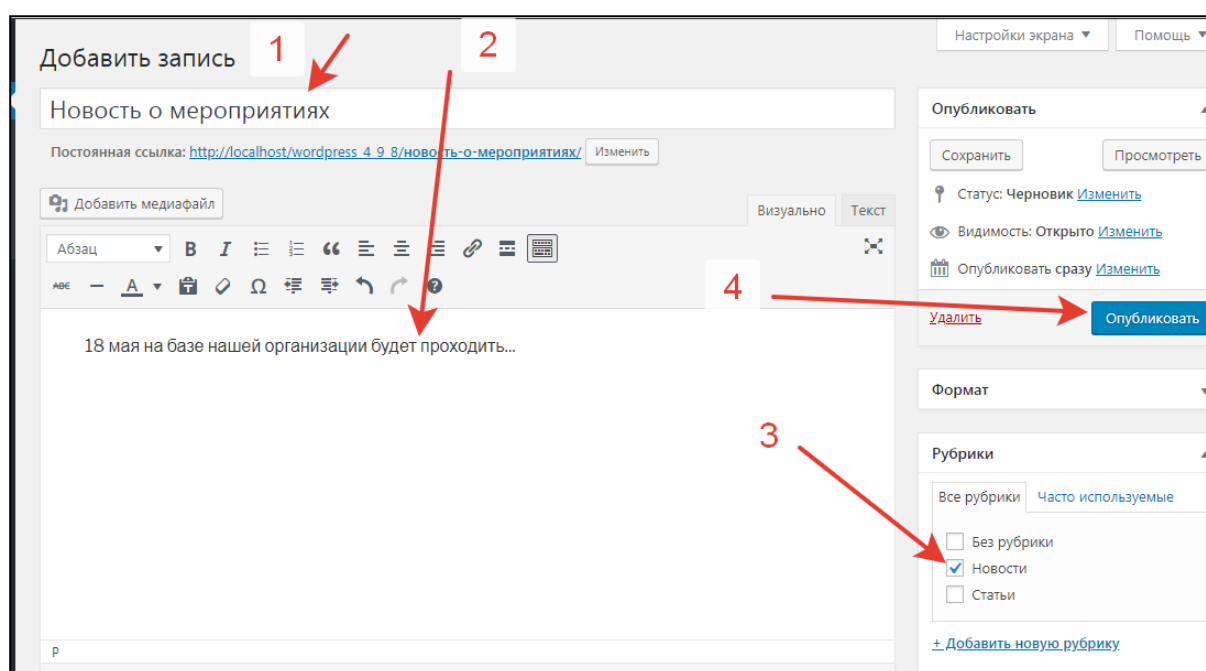 Настройки экрана ▼ Помощь ▼
Добавить запись 1 2
Новость о мероприятиях
Постоянная ссылка: http://localhost/wordpress_4_9_8/новость-о-мероприятиях/ Изменить
Добавить медиафайл
Визуально Текст
Абзац ▼ B I
ABC A ▼ T Ω ?
18 мая на базе нашей организации будет проходить...
P
Опубликовать
Сохранить Просмотреть
Статус: Черновик Изменить
Видимость: Открыто Изменить
Опубликовать сразу Изменить
4
Удалить Опубликовать
Формат
3
Рубрики
Все рубрики Часто используемые
Без рубрики
Новости
Статьи
+ Добавить новую рубрику